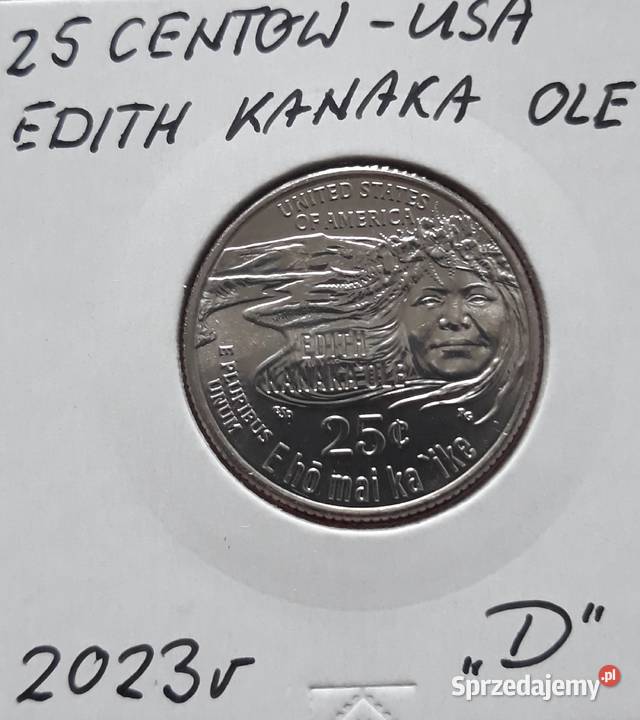 25 CENTOW - USA
EDITH KANAKA OLE
UNITED STATES
OF AMERICA
EDITH
KANAKAʻOLE
E PLURIBUS
UNUM
25¢
E hō mai ka ʻike
2023r
„D”
Sprzedajemy.pl